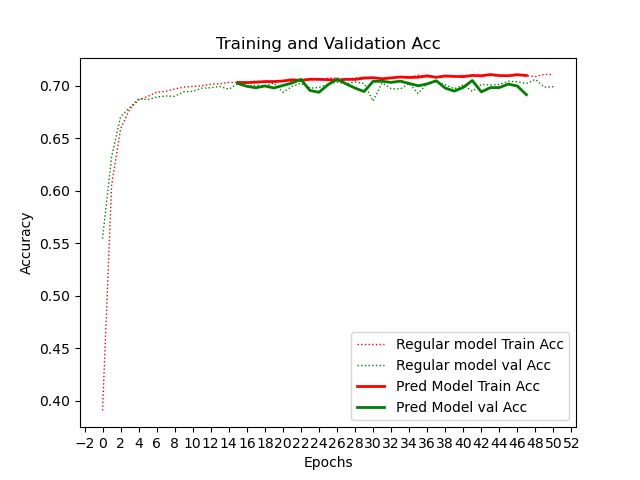 Training and Validation Acc
Accuracy
0.70
0.65
0.60
0.55
0.50
0.45
0.40
Regular model Train Acc
Regular model val Acc
Pred Model Train Acc
Pred Model val Acc
−2 0 2 4 6 8 10 12 14 16 18 20 22 24 26 28 30 32 34 36 38 40 42 44 46 48 50 52
Epochs